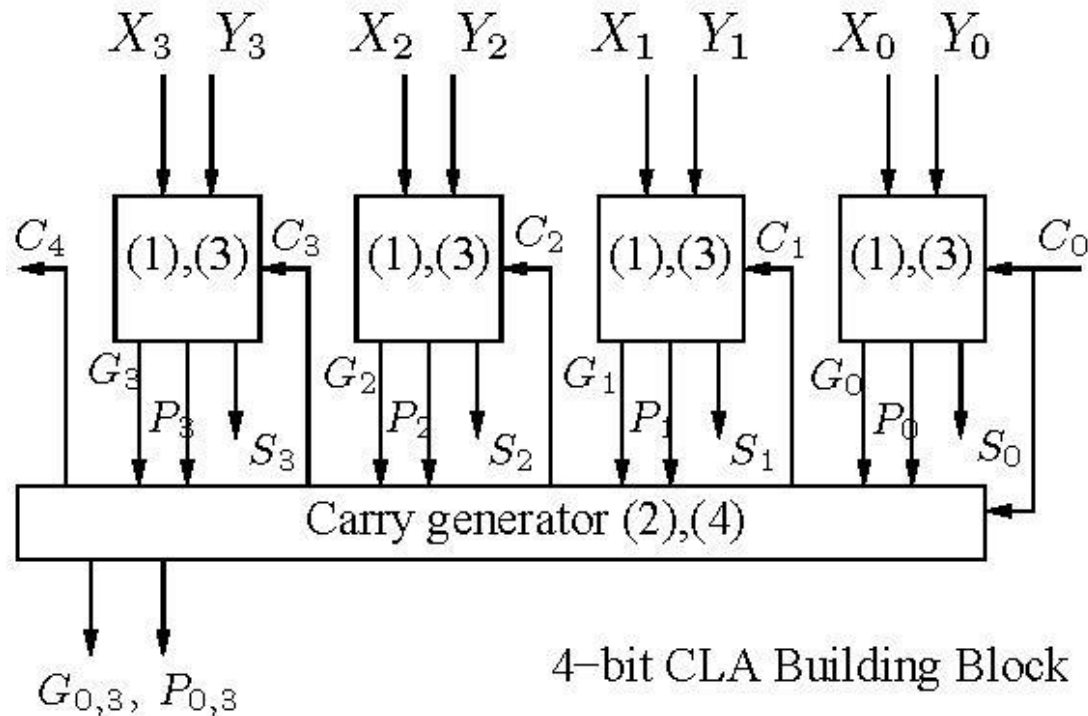 X₃ Y₃ X₂ Y₂ X₁ Y₁ X₀ Y₀
C₄ (1),(3) C₃ (1),(3) C₂ (1),(3) C₁ (1),(3) C₀
G₃ G₂ G₁ G₀
P₃ P₂ P₁ P₀
S₃ S₂ S₁ S₀
Carry generator (2),(4)
G₀,₃, P₀,₃
4-bit CLA Building Block